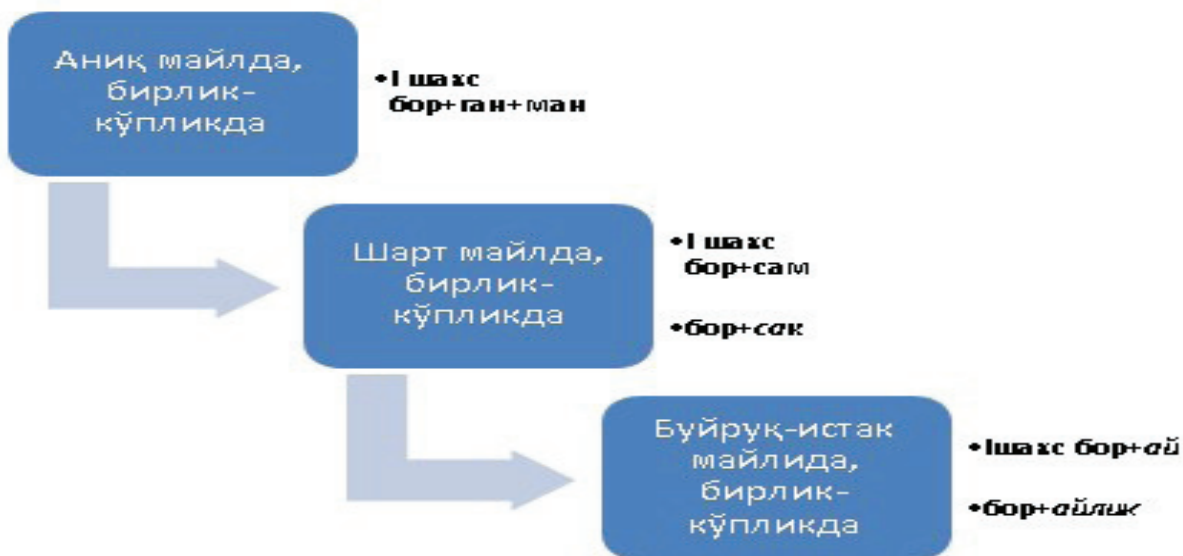 Аниқ майлда,
бирлик-
кўпликда
•I шахс
бор+ган+ман
Шарт майлда,
бирлик-
кўпликда
•I шахс
бор+сам
•бор+сак
Буйруқ-истак
майлида,
бирлик-
кўпликда
•Iшахс бор+ай
•бор+айлик